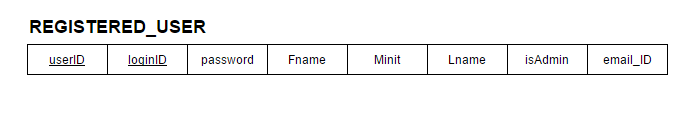 REGISTERED_USER
userID loginID password Fname Minit Lname isAdmin email_ID